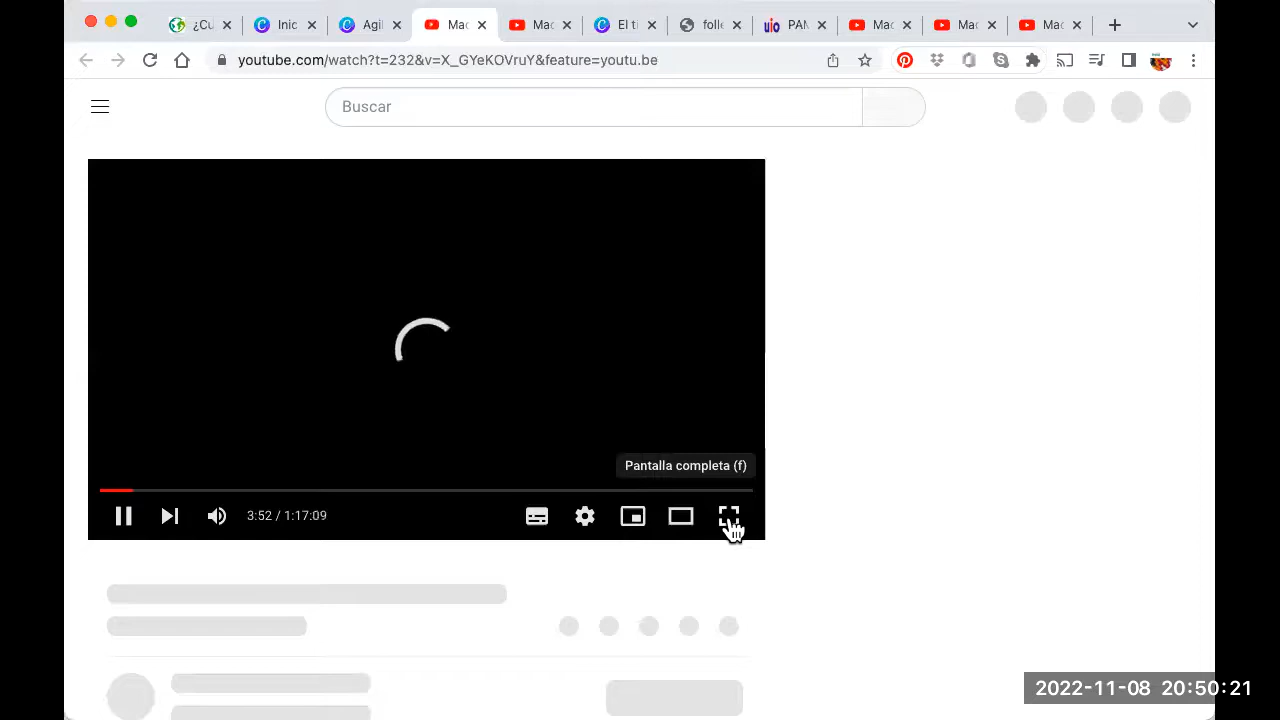 ¿Cu
Inic
Agil
Mac
Mac
El ti
folle
uio PAN
Mac
Mac
Mac
youtube.com/watch?t=232&v=X_GYeKOVruY&feature=youtu.be
Buscar
Pantalla completa (f)
3:52 / 1:17:09
2022-11-08 20:50:21